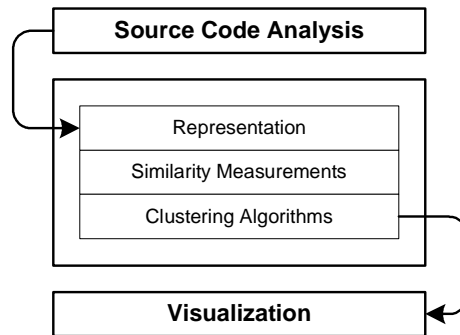 Source Code Analysis
Representation
Similarity Measurements
Clustering Algorithms
Visualization